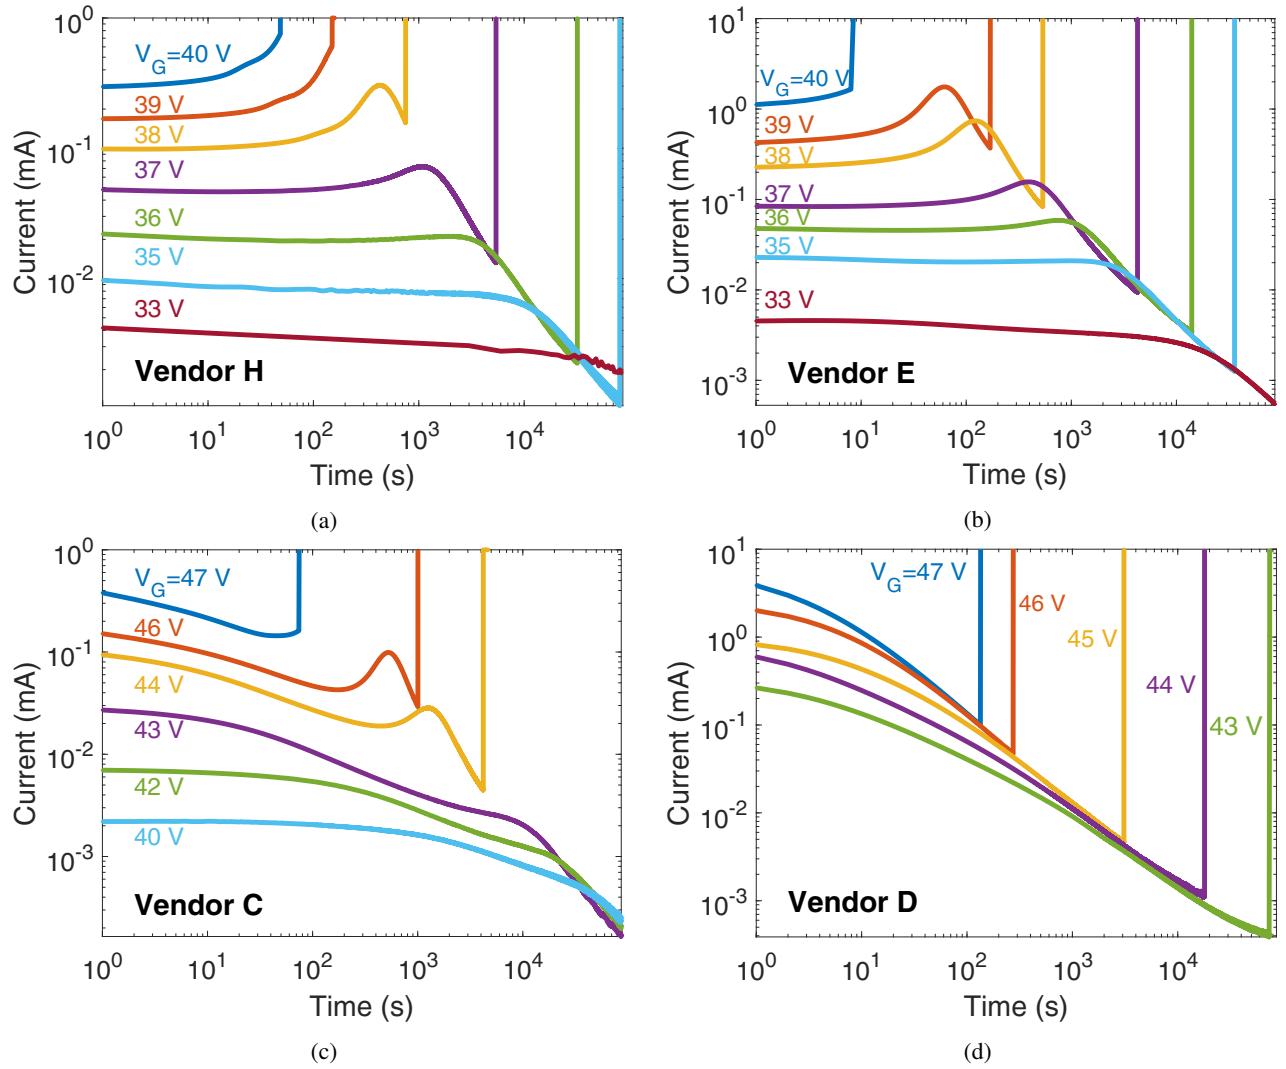 10^0
10^-1
10^-2
Current (mA)
V_G=40 V
39 V
38 V
37 V
36 V
35 V
33 V
Vendor H
10^0 10^1 10^2 10^3 10^4
Time (s)
(a)
10^1
10^0
10^-1
10^-2
10^-3
Current (mA)
V_G=40 V
39 V
38 V
37 V
36 V
35 V
33 V
Vendor E
10^0 10^1 10^2 10^3 10^4
Time (s)
(b)
10^0
10^-1
10^-2
10^-3
Current (mA)
V_G=47 V
46 V
44 V
43 V
42 V
40 V
Vendor C
10^0 10^1 10^2 10^3 10^4
Time (s)
(c)
10^1
10^0
10^-1
10^-2
10^-3
Current (mA)
V_G=47 V
46 V
45 V
44 V
43 V
Vendor D
10^0 10^1 10^2 10^3 10^4
Time (s)
(d)